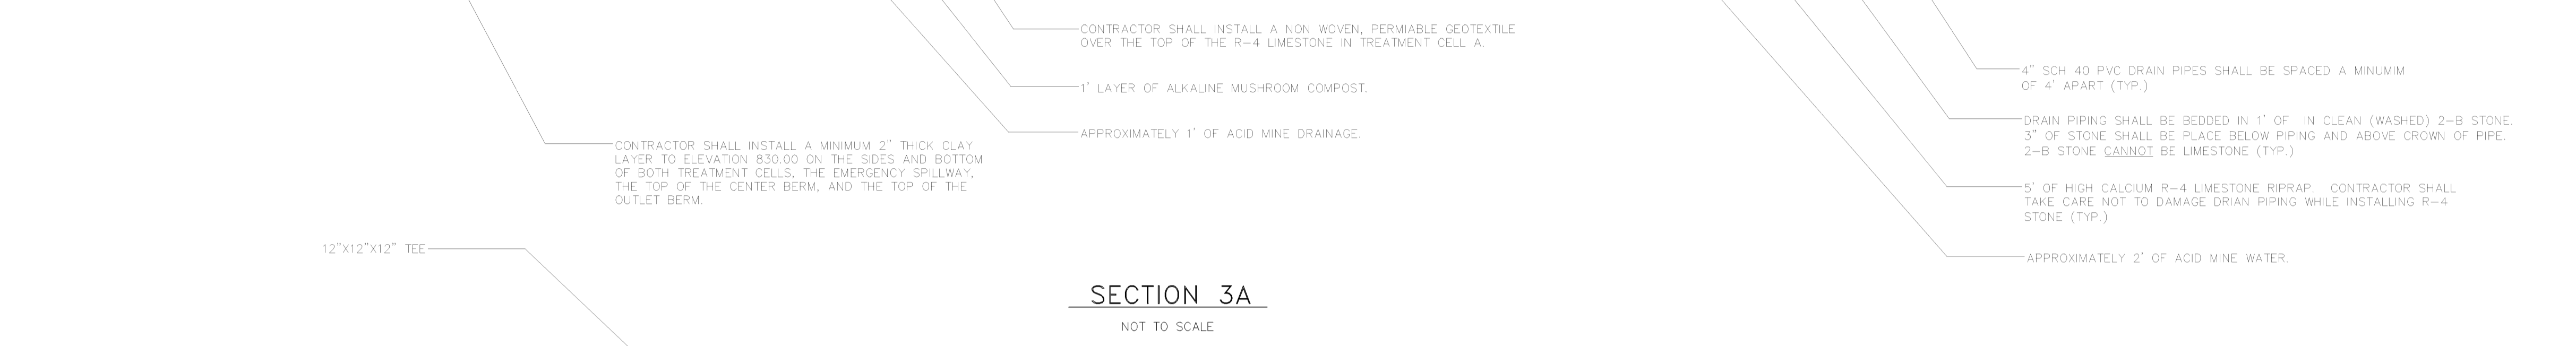 CONTRACTOR SHALL INSTALL A NON WOVEN, PERMIABLE GEOTEXTILE
OVER THE TOP OF THE R-4 LIMESTONE IN TREATMENT CELL A.
1' LAYER OF ALKALINE MUSHROOM COMPOST.
APPROXIMATELY 1' OF ACID MINE DRAINAGE.
CONTRACTOR SHALL INSTALL A MINIMUM 2" THICK CLAY
LAYER TO ELEVATION 830.00 ON THE SIDES AND BOTTOM
OF BOTH TREATMENT CELLS, THE EMERGENCY SPILLWAY,
THE TOP OF THE CENTER BERM, AND THE TOP OF THE
OUTLET BERM.
4" SCH 40 PVC DRAIN PIPES SHALL BE SPACED A MINUMIM
OF 4' APART (TYP.)
DRAIN PIPING SHALL BE BEDDED IN 1' OF IN CLEAN (WASHED) 2-B STONE.
3" OF STONE SHALL BE PLACE BELOW PIPING AND ABOVE CROWN OF PIPE.
2-B STONE CANNOT BE LIMESTONE (TYP.)
5' OF HIGH CALCIUM R-4 LIMESTONE RIPRAP. CONTRACTOR SHALL
TAKE CARE NOT TO DAMAGE DRIAN PIPING WHILE INSTALLING R-4
STONE (TYP.)
APPROXIMATELY 2' OF ACID MINE WATER.
12"X12"X12" TEE
SECTION 3A
NOT TO SCALE